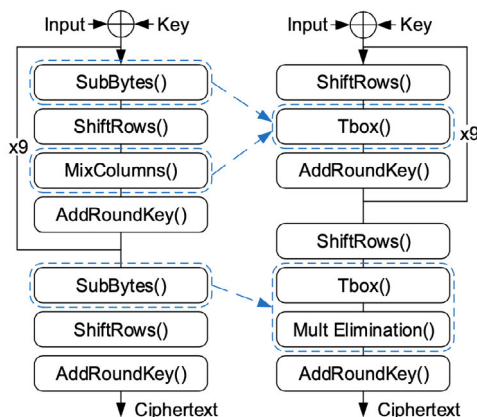 Input Key
SubBytes()
ShiftRows()
MixColumns()
AddRoundKey()
x9
SubBytes()
ShiftRows()
AddRoundKey()
Ciphertext
Input Key
ShiftRows()
Tbox()
AddRoundKey()
x9
ShiftRows()
Tbox()
Mult Elimination()
AddRoundKey()
Ciphertext